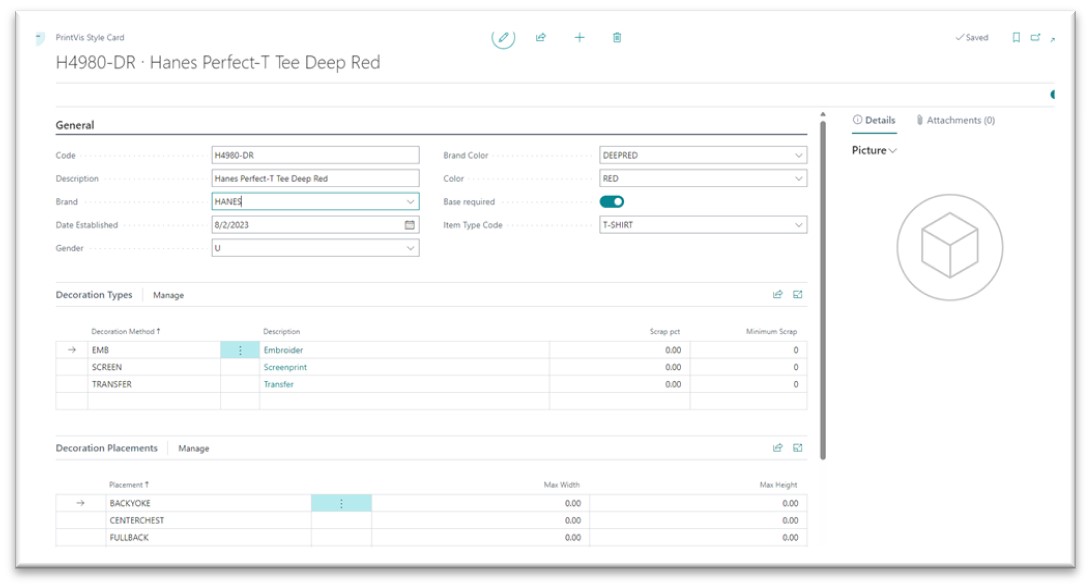 PrintVis Style Card
Saved
H4980-DR · Hanes Perfect-T Tee Deep Red
General
Code H4980-DR Brand Color DEEPRED
Description Hanes Perfect-T Tee Deep Red Color RED
Brand HANES Base required
Date Established 8/2/2023 Item Type Code T-SHIRT
Gender U
Details Attachments (0)
Picture
Decoration Types Manage
Decoration Method ↑ Description Scrap pct Minimum Scrap
→ EMB Embroider 0.00 0
SCREEN Screenprint 0.00 0
TRANSFER Transfer 0.00 0
Decoration Placements Manage
Placement ↑ Max Width Max Height
→ BACKYOKE 0.00 0.00
CENTERCHEST 0.00 0.00
FULLBACK 0.00 0.00